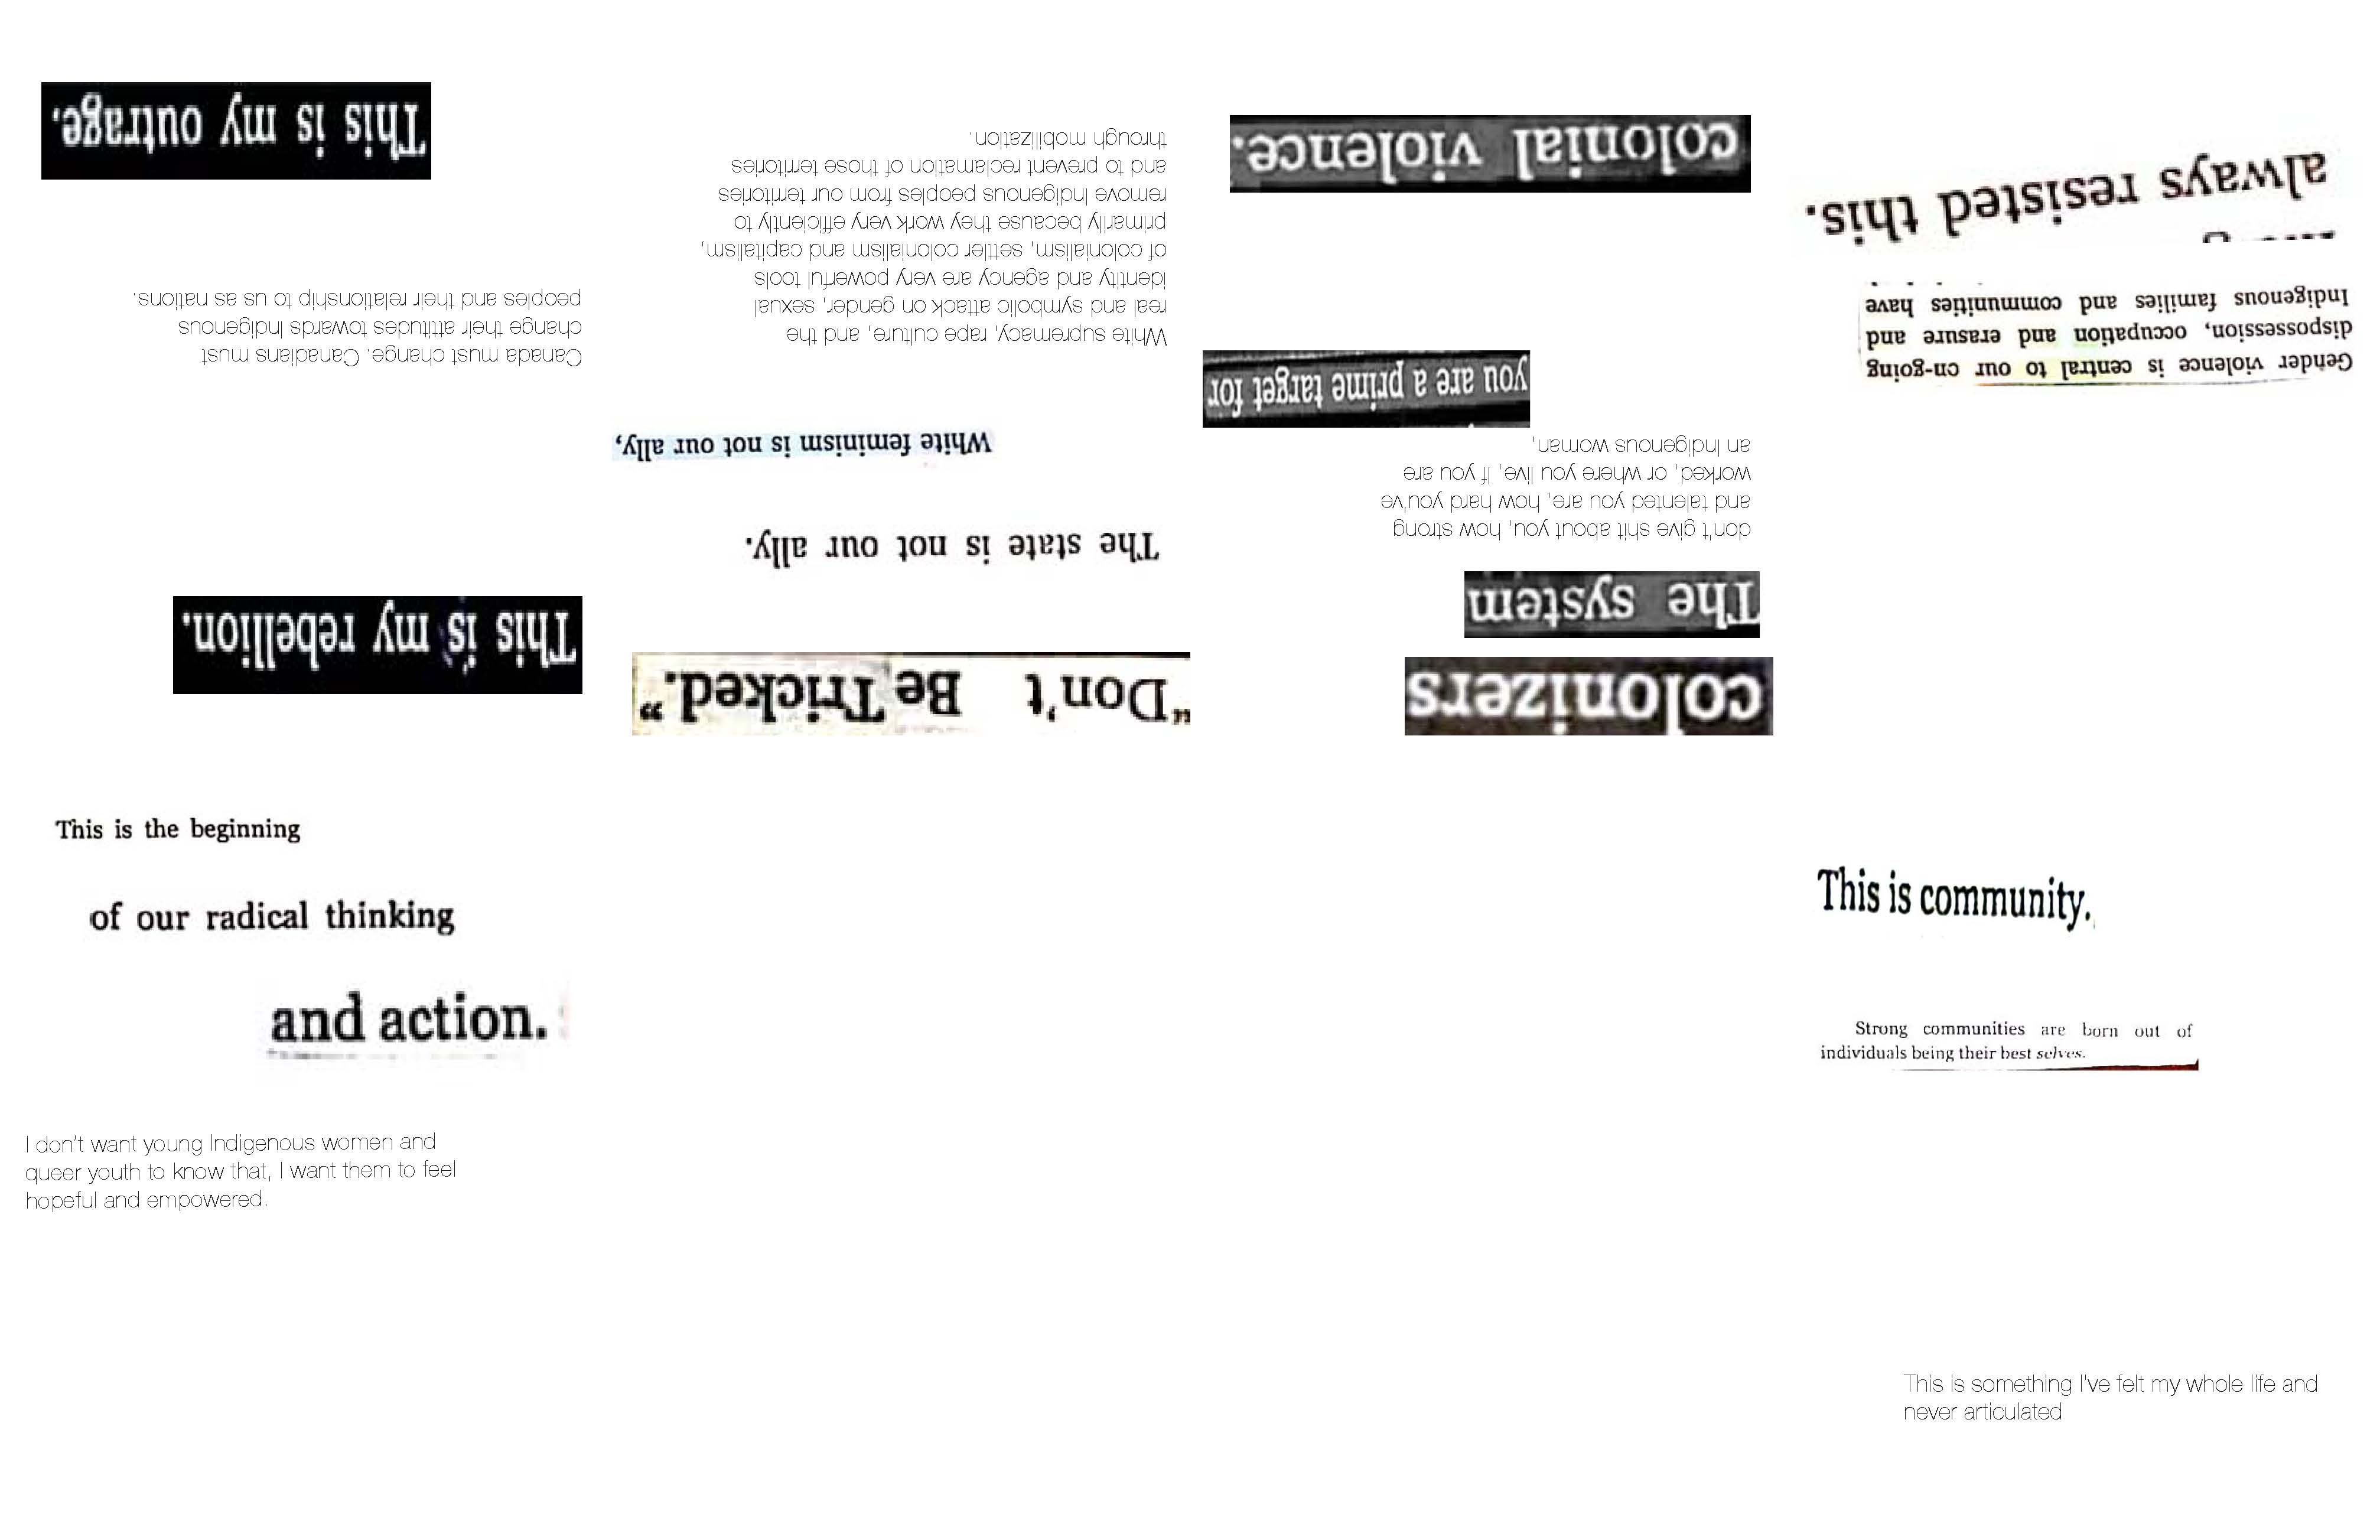 Gender violence is central to our on-going
dispossession, occupation and erasure and
Indigenous families and communities have
always resisted this.
colonizers
The system
don't give shit about you, how strong
and talented you are, how hard you've
worked, or where you live, If you are
an Indigenous woman,
you are a prime target for
colonial violence.
“Don't Be Tricked.”
The state is not our ally.
White feminism is not our ally,
White supremacy, rape culture, and the
real and symbolic attack on gender, sexual
identity and agency are very powerful tools
of colonialism, settler colonialism and capitalism,
primarily because they work very efficiently to
remove Indigenous peoples from our territories
and to prevent reclamation of those territories
through mobilization.
This is my rebellion.
Canada must change. Canadians must
change their attitudes towards Indigenous
peoples and their relationship to us as nations.
This is my outrage.
This is the beginning
of our radical thinking
and action.
I don't want young Indigenous women and
queer youth to know that, I want them to feel
hopeful and empowered.
This is community.
Strong communities are born out of
individuals being their best selves.
This is something I've felt my whole life and
never articulated